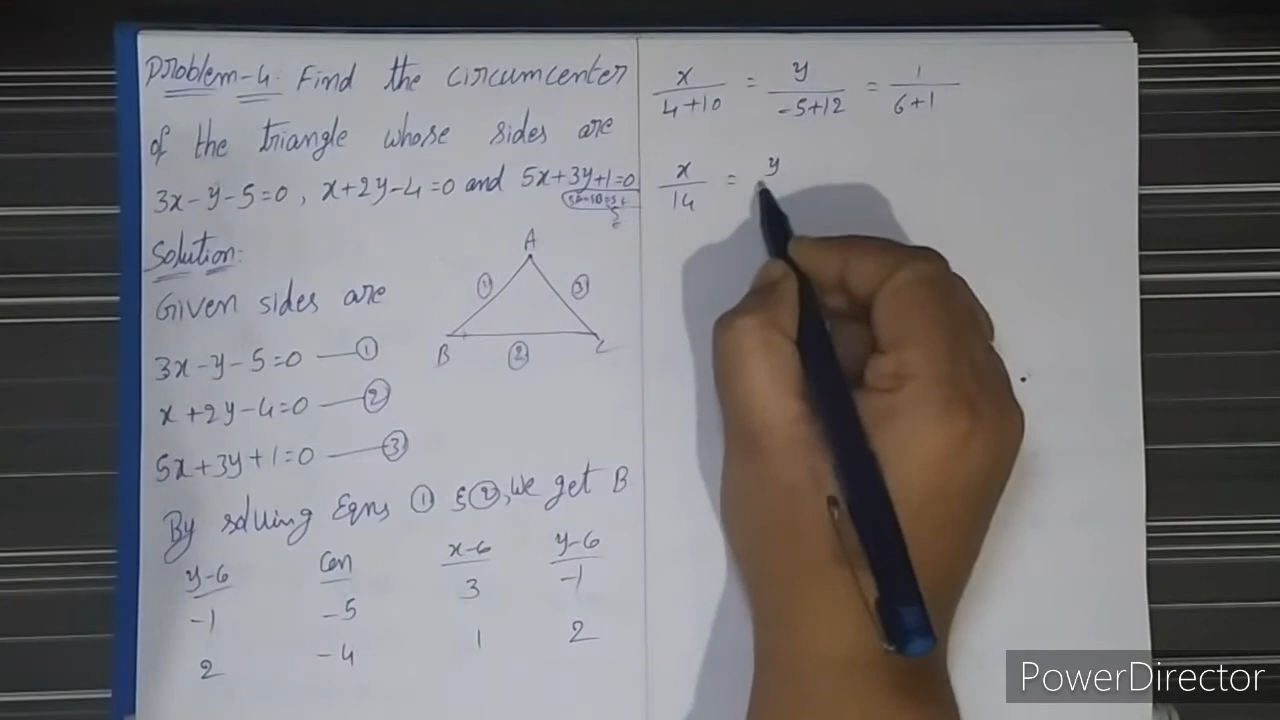 Problem-4: Find the circumcenter
of the triangle whose sides are
3x-y-5=0, x+2y-4=0 and 5x+3y+1=0
SA=SB=SC
Solution:
Given sides are
3x-y-5=0 — ①
x+2y-4=0 — ②
5x+3y+1=0 — ③
A
① ③
B ② C
By solving Eqns ① & ②, we get B
y-6 Con x-6 y-6
-1 -5 3 -1
2 -4 1 2
x/4+10 = y/-5+12 = 1/6+1
x/14 = y
PowerDirector